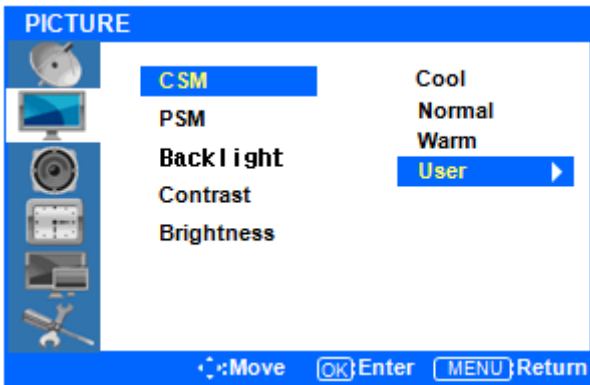 PICTURE
CSM
PSM
Backlight
Contrast
Brightness
Cool
Normal
Warm
User
:Move OK:Enter MENU:Return